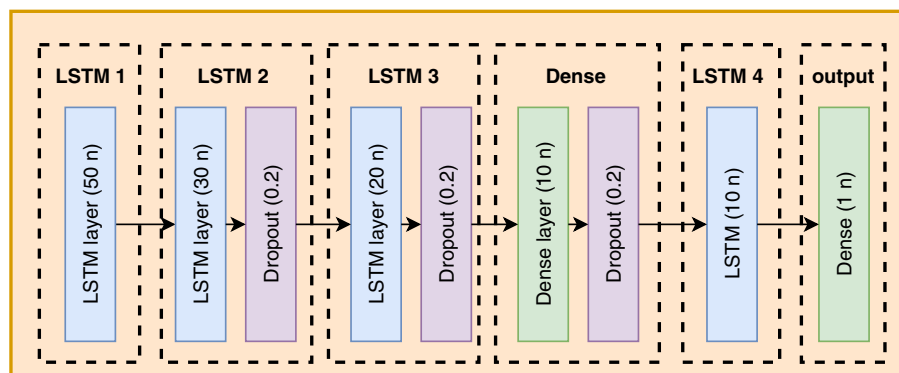 LSTM 1
LSTM layer (50 n)
LSTM 2
LSTM layer (30 n)
Dropout (0.2)
LSTM 3
LSTM layer (20 n)
Dropout (0.2)
Dense
Dense layer (10 n)
Dropout (0.2)
LSTM 4
LSTM (10 n)
output
Dense (1 n)